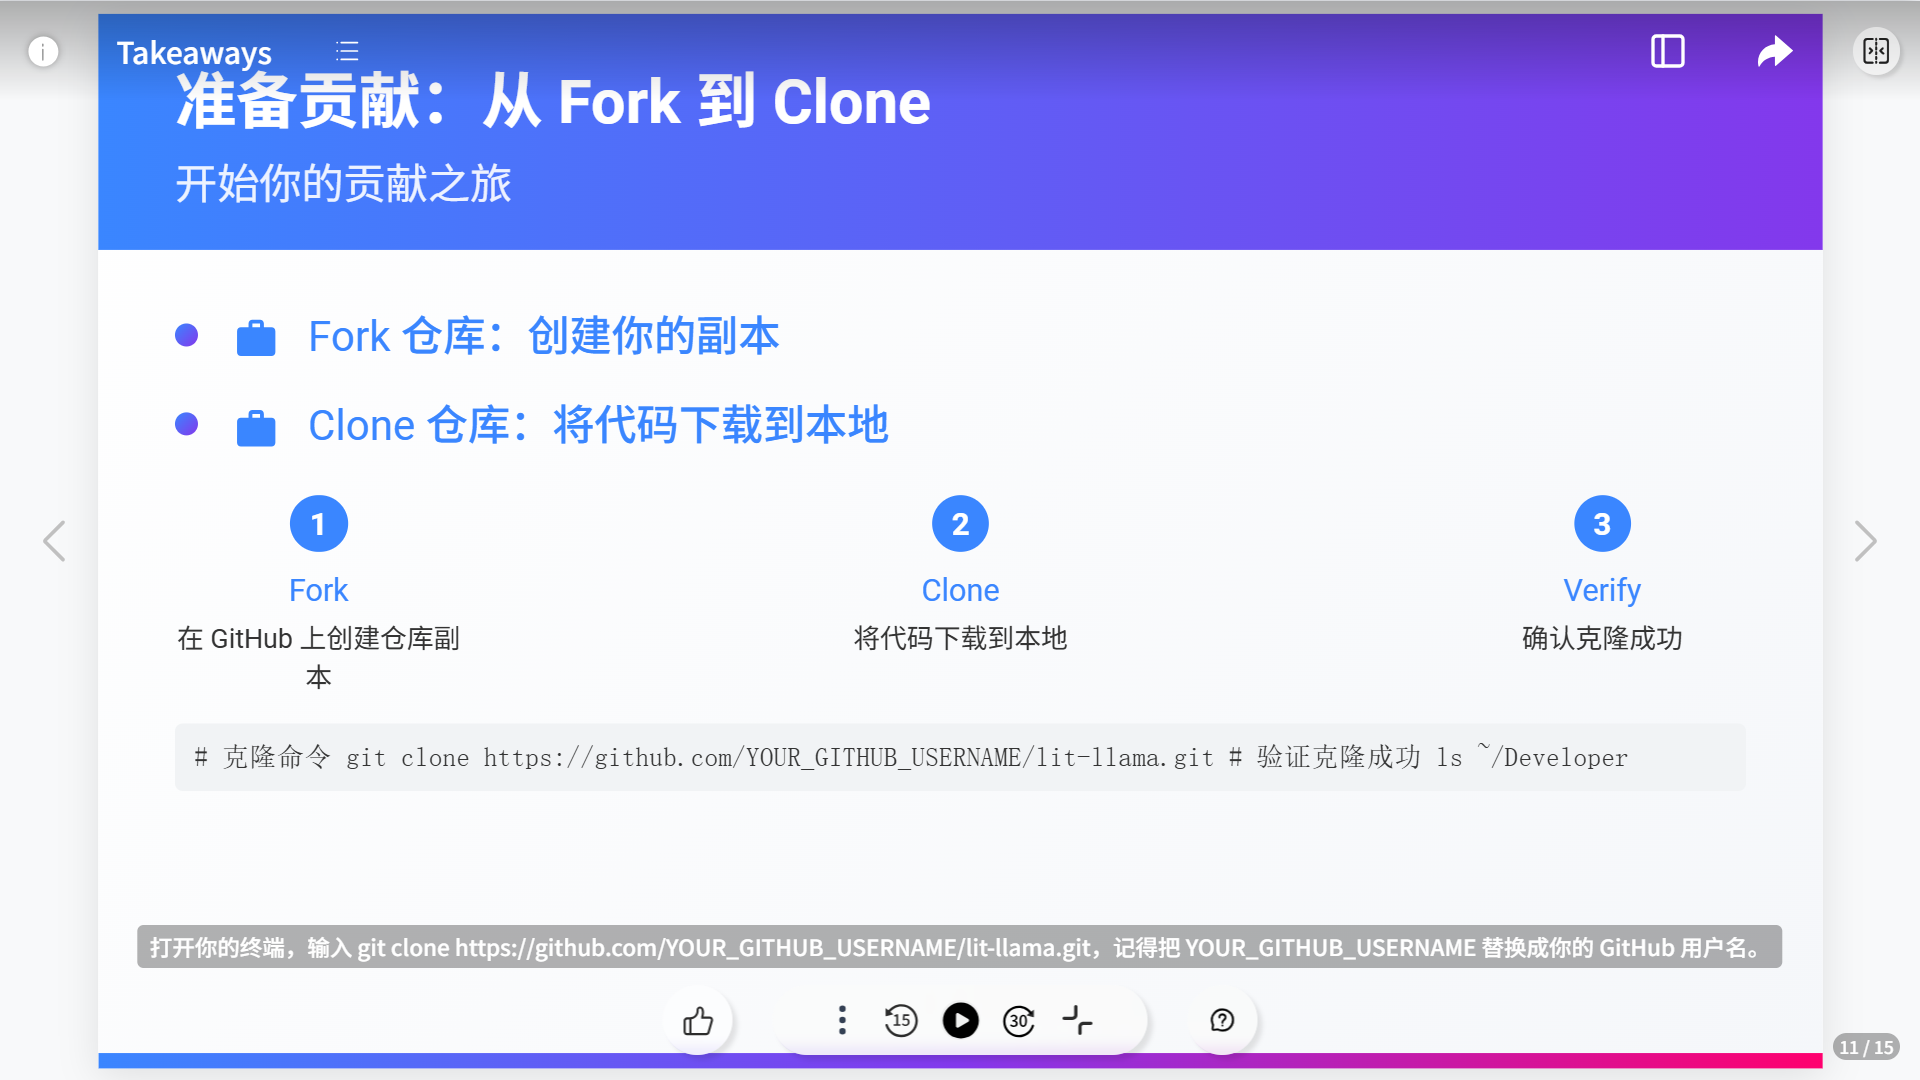 Takeaways
准备贡献：从 Fork 到 Clone
开始你的贡献之旅
Fork 仓库：创建你的副本
Clone 仓库：将代码下载到本地
1
Fork
在 GitHub 上创建仓库副
本
2
Clone
将代码下载到本地
3
Verify
确认克隆成功
# 克隆命令 git clone https://github.com/YOUR_GITHUB_USERNAME/lit-llama.git # 验证克隆成功 ls ~/Developer
打开你的终端，输入 git clone https://github.com/YOUR_GITHUB_USERNAME/lit-llama.git，记得把 YOUR_GITHUB_USERNAME 替换成你的 GitHub 用户名。
15
30
11 / 15